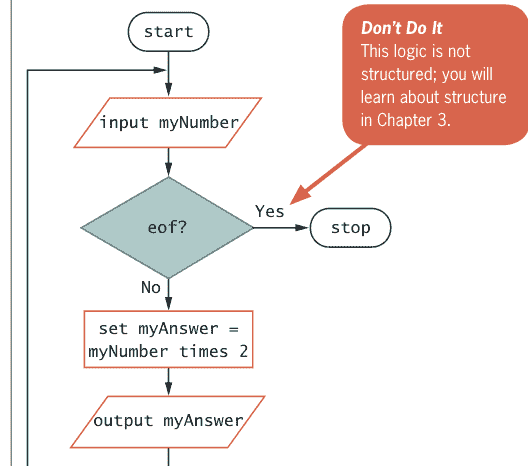 start
Don't Do It
This logic is not
structured; you will
learn about structure
in Chapter 3.
input myNumber
eof?
Yes
stop
No
set myAnswer =
myNumber times 2
output myAnswer